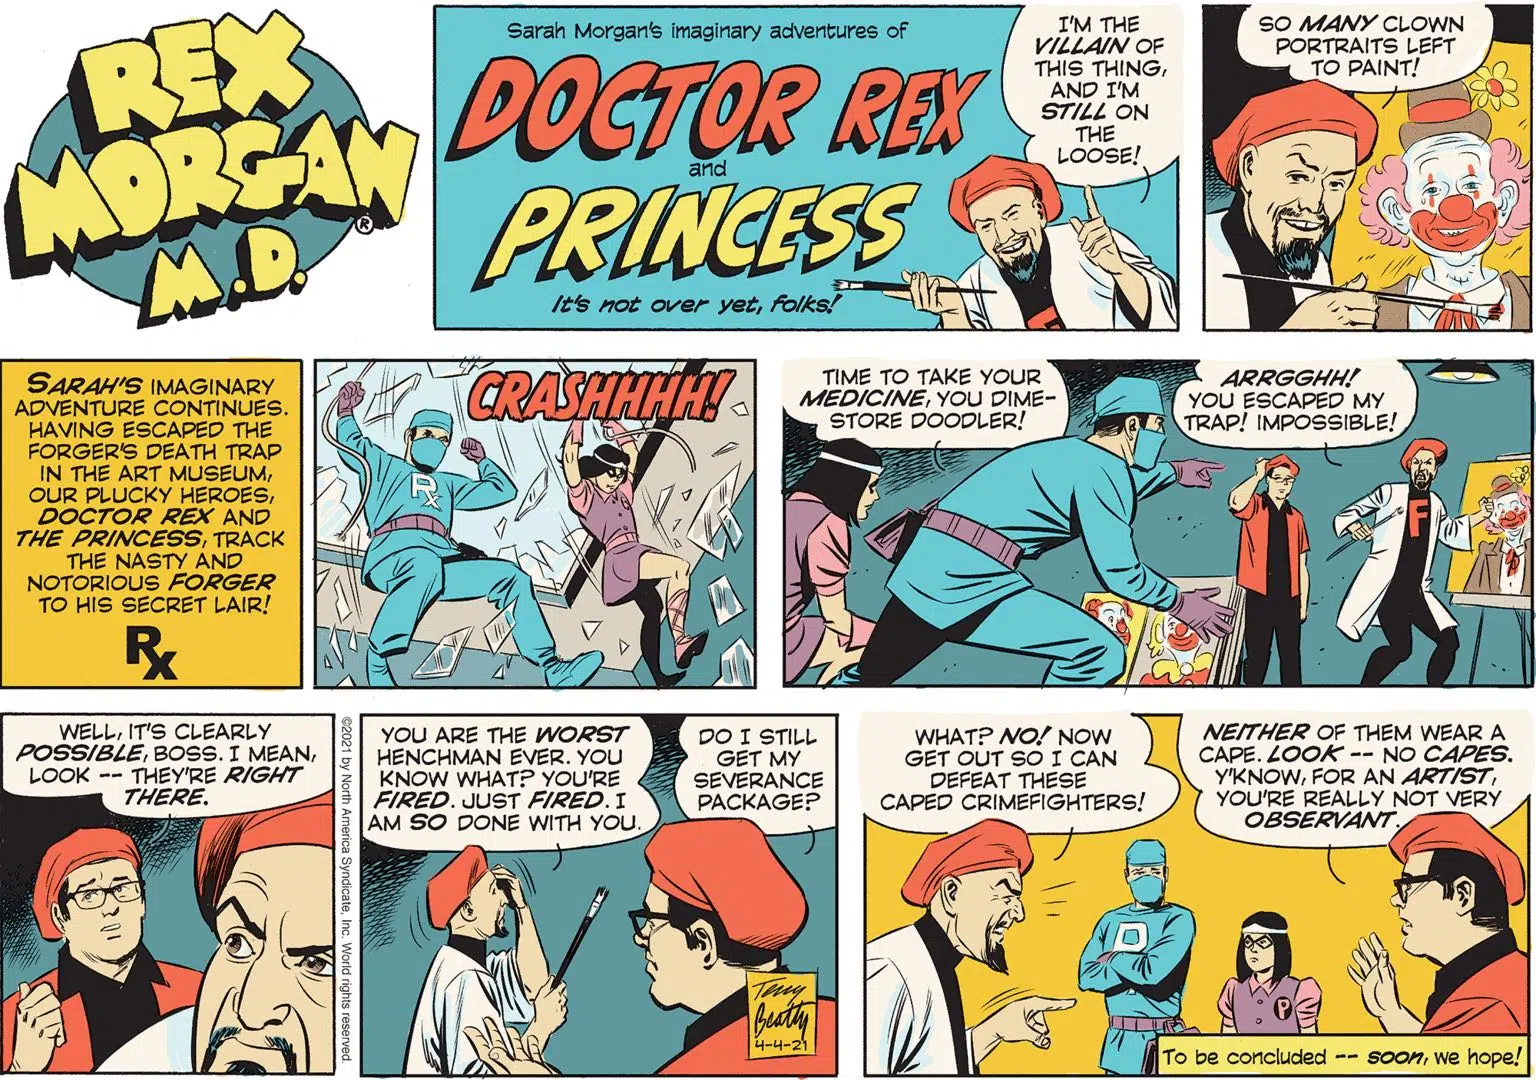 REX
MORGAN
M.D.
®
Sarah Morgan's imaginary adventures of
DOCTOR REX
and
PRINCESS
It's not over yet, folks!
I'M THE
VILLAIN OF
THIS THING,
AND I'M
STILL ON
THE
LOOSE!
F
SO MANY CLOWN
PORTRAITS LEFT
TO PAINT!
SARAH'S IMAGINARY
ADVENTURE CONTINUES.
HAVING ESCAPED THE
FORGER'S DEATH TRAP
IN THE ART MUSEUM,
OUR PLUCKY HEROES,
DOCTOR REX AND
THE PRINCESS, TRACK
THE NASTY AND
NOTORIOUS FORGER
TO HIS SECRET LAIR!
Rx
CRASHHHHH!
Rx
P
TIME TO TAKE YOUR
MEDICINE, YOU DIME-
STORE DOODLER!
ARRGGHH!
YOU ESCAPED MY
TRAP! IMPOSSIBLE!
F
WELL, IT'S CLEARLY
POSSIBLE, BOSS. I MEAN,
LOOK -- THEY'RE RIGHT
THERE.
©2021 by North America Syndicate, Inc. World rights reserved.
YOU ARE THE WORST
HENCHMAN EVER. YOU
KNOW WHAT? YOU'RE
FIRED. JUST FIRED. I
AM SO DONE WITH YOU.
DO I STILL
GET MY
SEVERANCE
PACKAGE?
Terry
Beatty
4-4-21
WHAT? NO! NOW
GET OUT SO I CAN
DEFEAT THESE
CAPED CRIMEFIGHTERS!
NEITHER OF THEM WEAR A
CAPE. LOOK -- NO CAPES.
Y'KNOW, FOR AN ARTIST,
YOU'RE REALLY NOT VERY
OBSERVANT.
D
P
To be concluded -- soon, we hope!